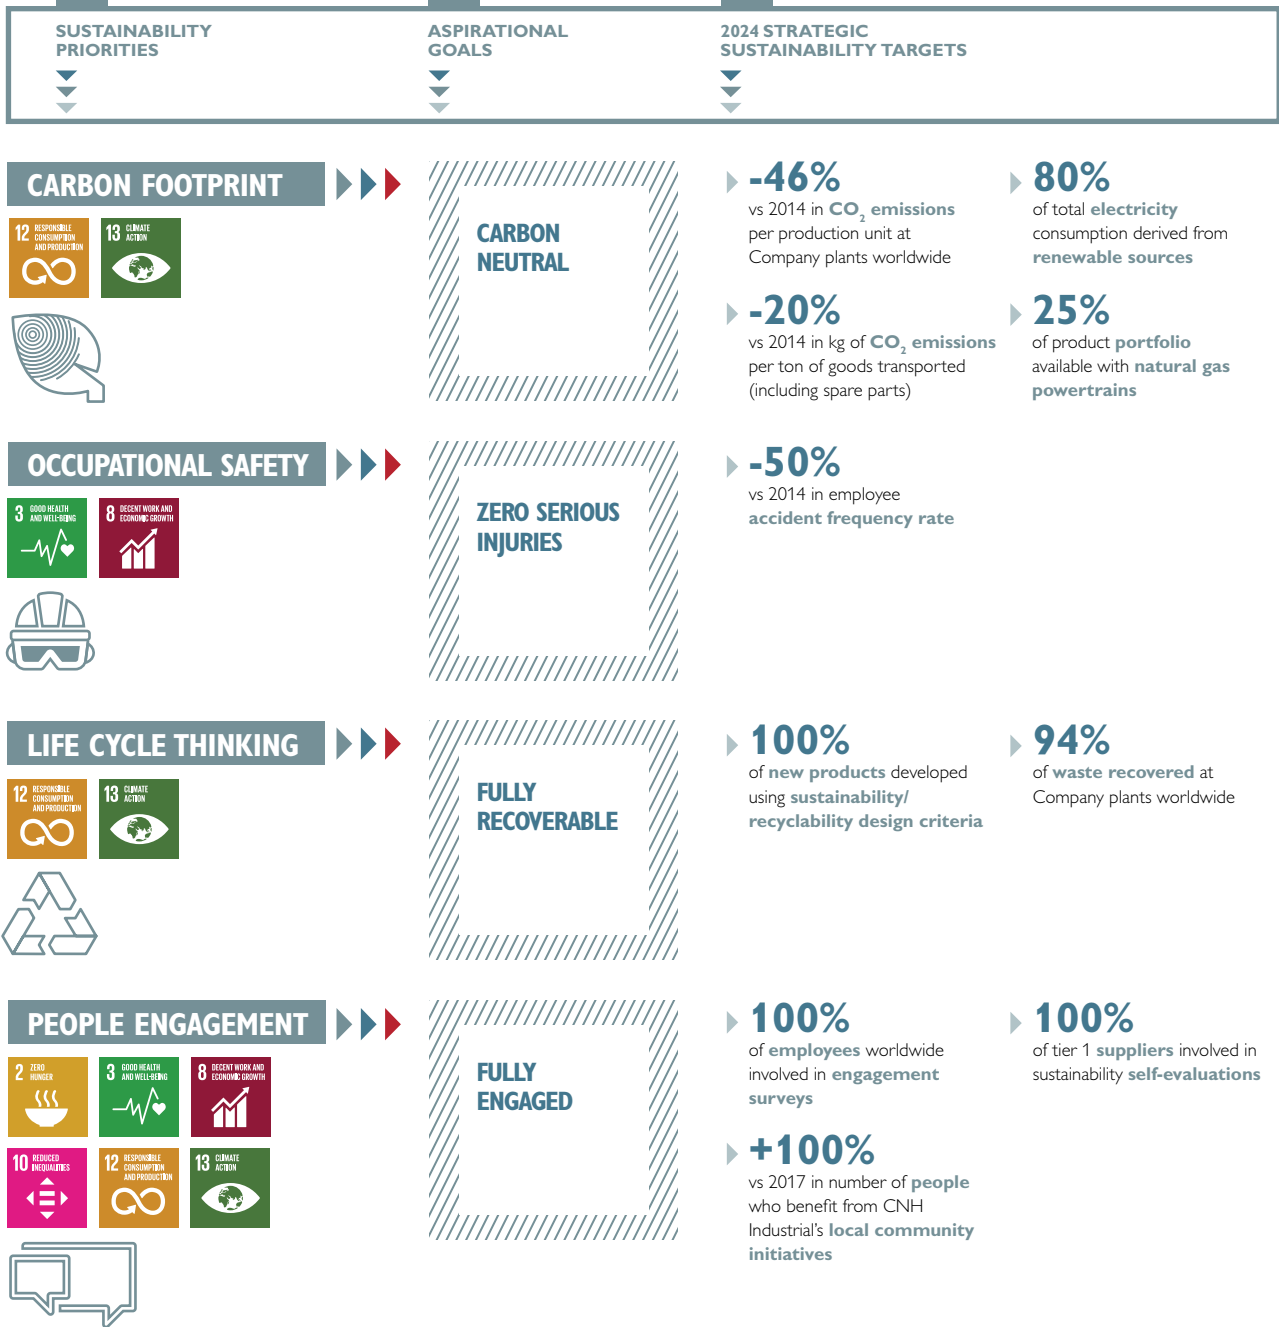 SUSTAINABILITY
PRIORITIES
ASPIRATIONAL
GOALS
2024 STRATEGIC
SUSTAINABILITY TARGETS
CARBON FOOTPRINT
12 RESPONSIBLE
CONSUMPTION
AND PRODUCTION
13 CLIMATE
ACTION
CARBON
NEUTRAL
-46%
vs 2014 in CO₂ emissions
per production unit at
Company plants worldwide
80%
of total electricity
consumption derived from
renewable sources
-20%
vs 2014 in kg of CO₂ emissions
per ton of goods transported
(including spare parts)
25%
of product portfolio
available with natural gas
powertrains
OCCUPATIONAL SAFETY
3 GOOD HEALTH
AND WELL-BEING
8 DECENT WORK AND
ECONOMIC GROWTH
ZERO SERIOUS
INJURIES
-50%
vs 2014 in employee
accident frequency rate
LIFE CYCLE THINKING
12 RESPONSIBLE
CONSUMPTION
AND PRODUCTION
13 CLIMATE
ACTION
FULLY
RECOVERABLE
100%
of new products developed
using sustainability/
recyclability design criteria
94%
of waste recovered at
Company plants worldwide
PEOPLE ENGAGEMENT
2 ZERO
HUNGER
3 GOOD HEALTH
AND WELL-BEING
8 DECENT WORK AND
ECONOMIC GROWTH
10 REDUCED
INEQUALITIES
12 RESPONSIBLE
CONSUMPTION
AND PRODUCTION
13 CLIMATE
ACTION
FULLY
ENGAGED
100%
of employees worldwide
involved in engagement
surveys
100%
of tier 1 suppliers involved in
sustainability self-evaluations
+100%
vs 2017 in number of people
who benefit from CNH
Industrial's local community
initiatives